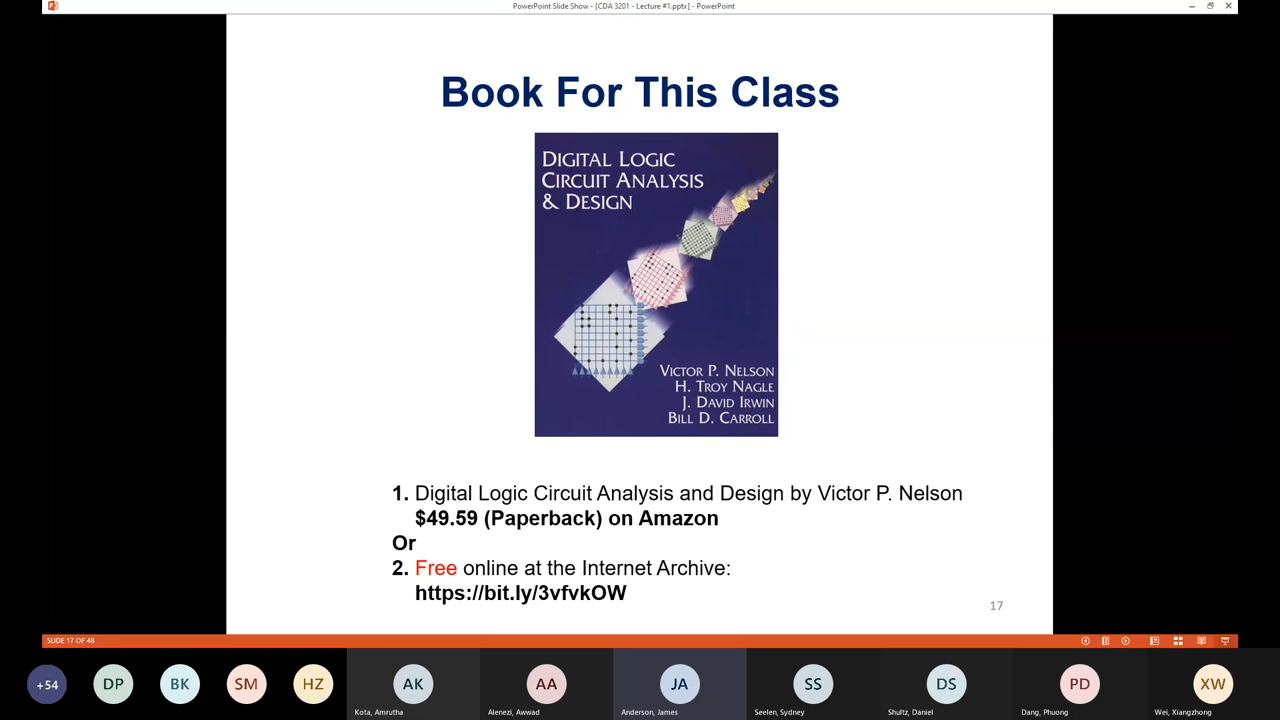 PowerPoint Slide Show - [CDA 3201 - Lecture #1.pptx] - PowerPoint
Book For This Class
DIGITAL LOGIC
CIRCUIT ANALYSIS
& DESIGN
VICTOR P. NELSON
H. TROY NAGLE
J. DAVID IRWIN
BILL D. CARROLL
1. Digital Logic Circuit Analysis and Design by Victor P. Nelson
$49.59 (Paperback) on Amazon
Or
2. Free online at the Internet Archive:
https://bit.ly/3vfvkOW
17
SLIDE 17 OF 48
+54 DP BK SM HZ AK AA JA SS DS PD XW
Kota, Amrutha Alenezi, Awwad Anderson, James Seelen, Sydney Shultz, Daniel Dang, Phuong Wei, Xiangzhong